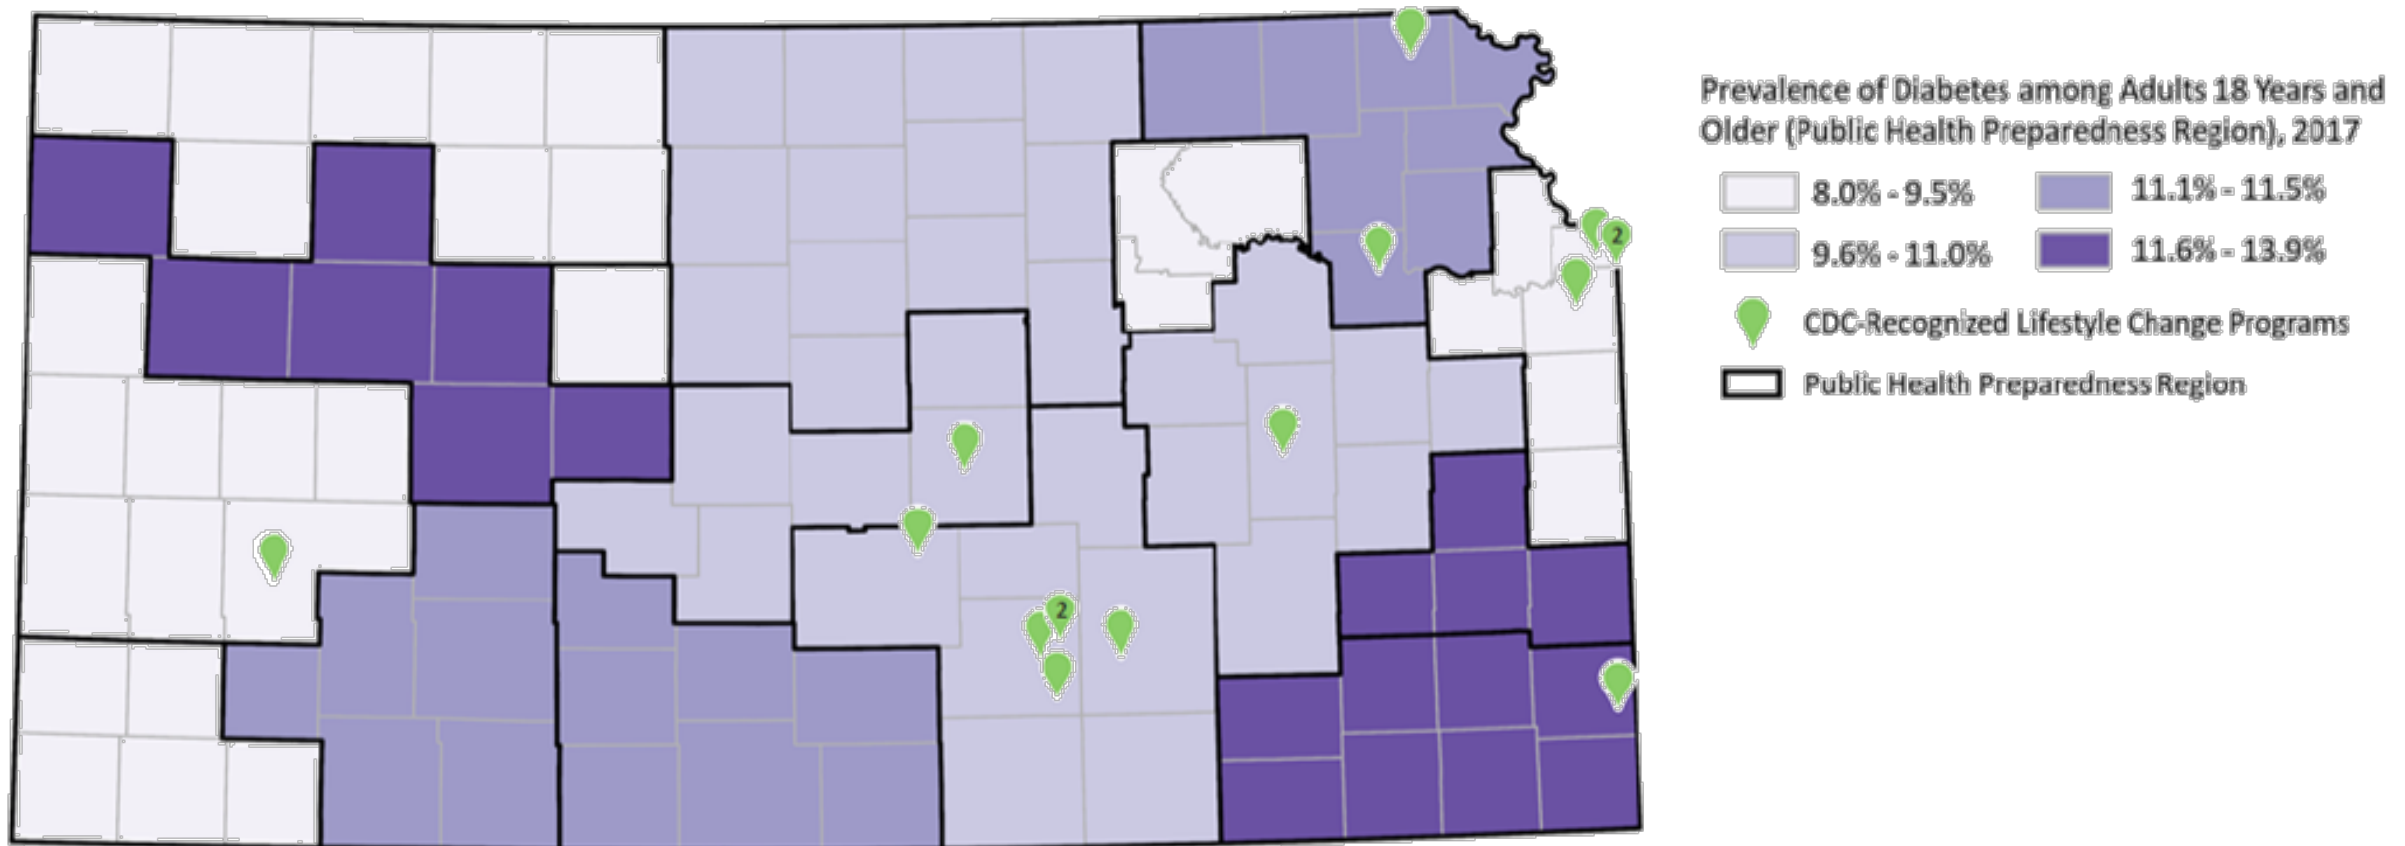 2
2
Prevalence of Diabetes among Adults 18 Years and
Older (Public Health Preparedness Region), 2017
8.0% - 9.5%
11.1% - 11.5%
9.6% - 11.0%
11.6% - 13.9%
CDC-Recognized Lifestyle Change Programs
Public Health Preparedness Region